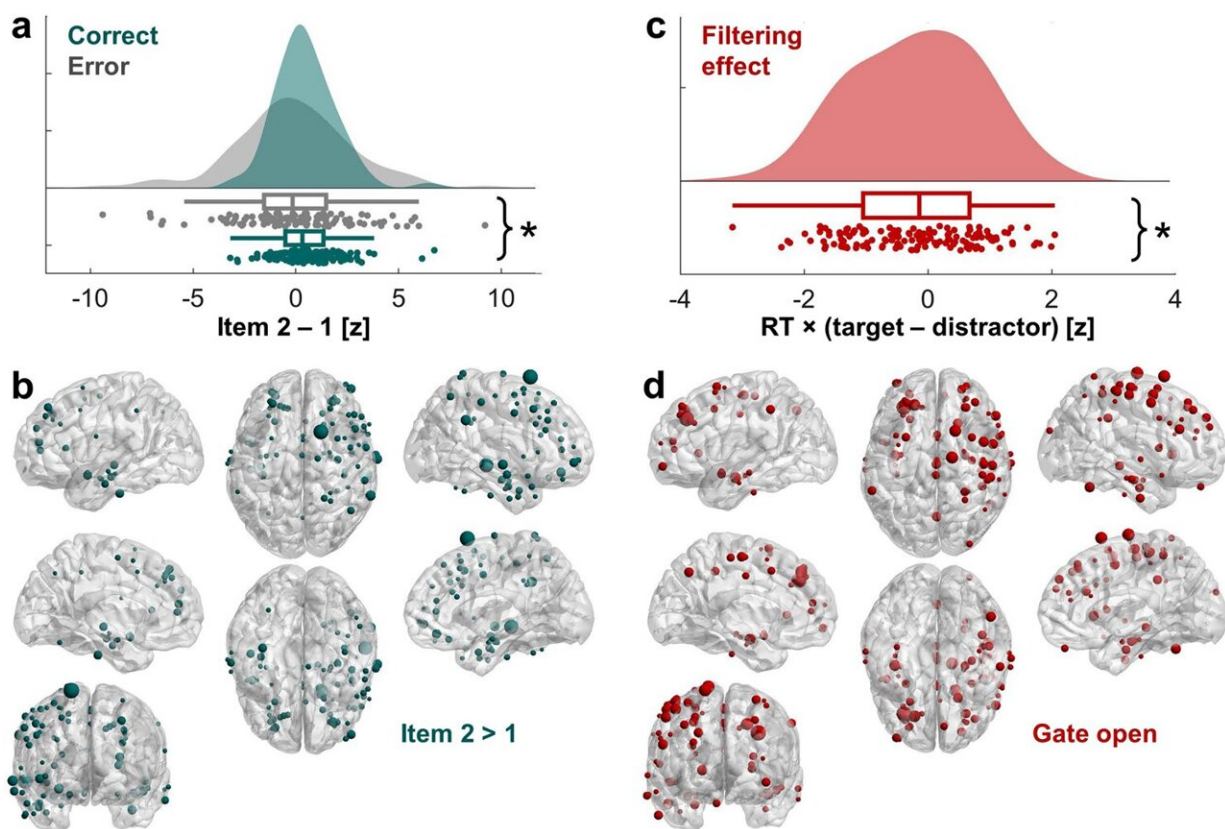 a
Correct
Error
*
-10 -5 0 5 10
Item 2 – 1 [z]
c
Filtering
effect
*
-4 -2 0 2 4
RT × (target – distractor) [z]
b
Item 2 > 1
d
Gate open